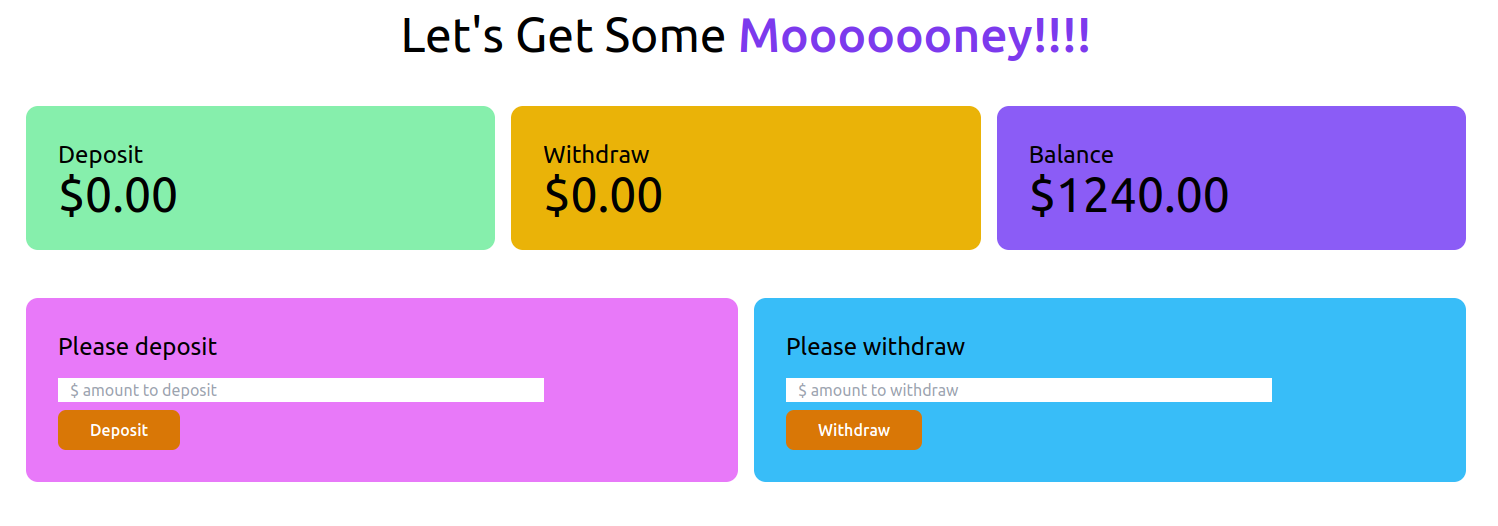 Let's Get Some Mooooooney!!!!
Deposit
$0.00
Withdraw
$0.00
Balance
$1240.00
Please deposit
$ amount to deposit
Deposit
Please withdraw
$ amount to withdraw
Withdraw